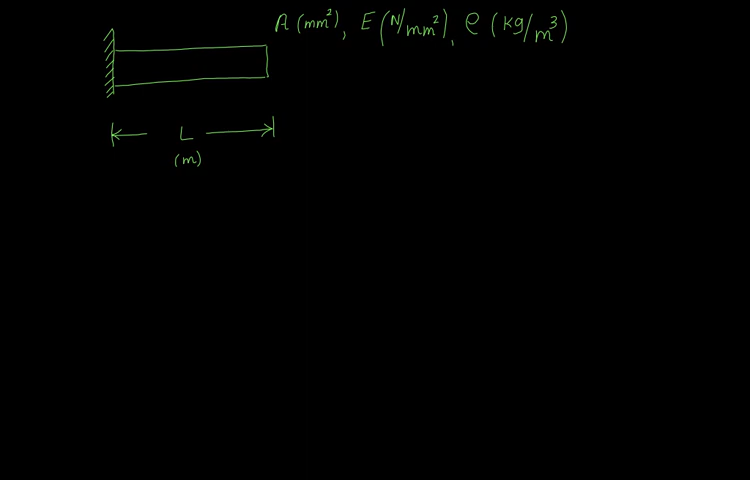 A (mm²), E (N/mm²), ρ (kg/m³)
L
(m)